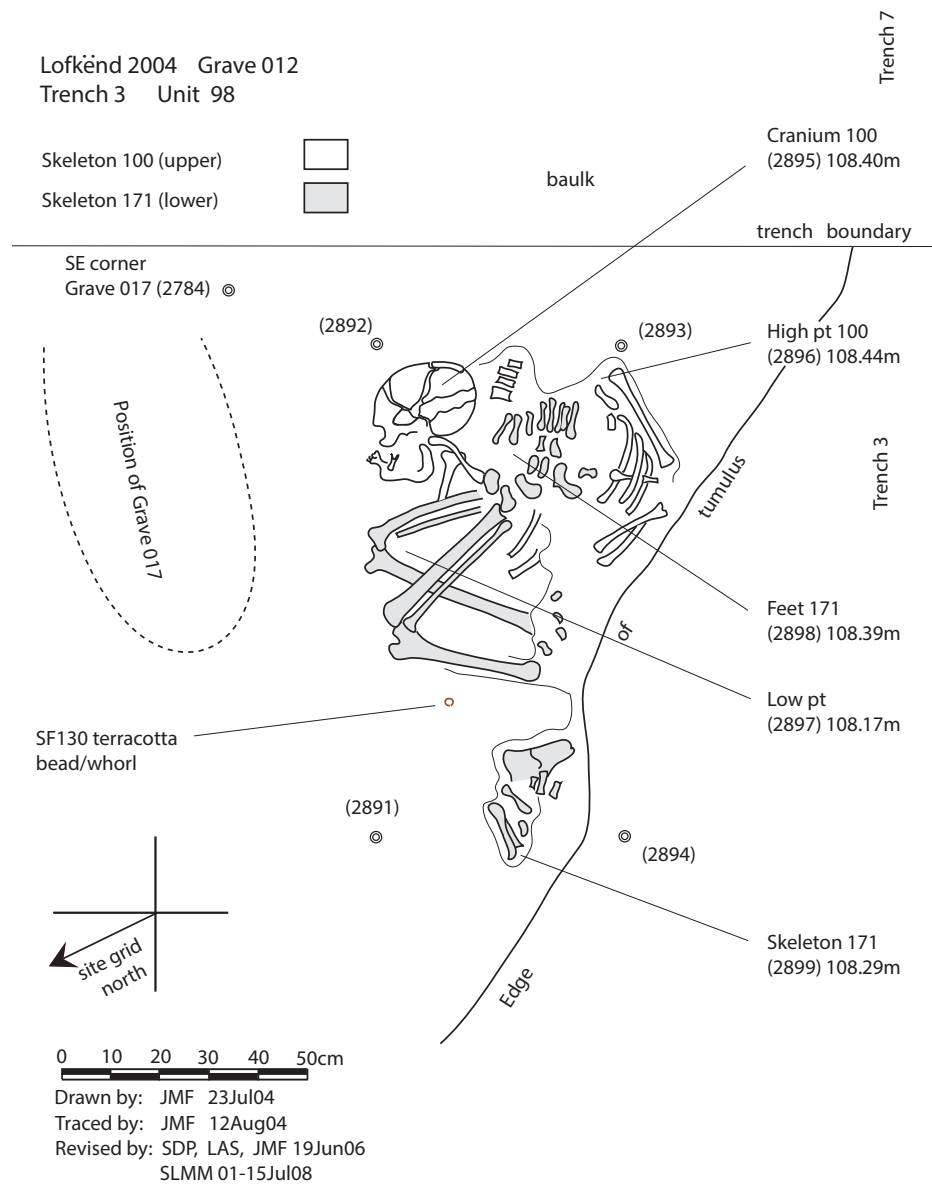 Lofkënd 2004 Grave 012
Trench 3 Unit 98
Trench 7
Skeleton 100 (upper)
Skeleton 171 (lower)
baulk
Cranium 100
(2895) 108.40m
trench boundary
SE corner
Grave 017 (2784)
(2892)
(2893)
High pt 100
(2896) 108.44m
Position of Grave 017
Trench 3
Edge of tumulus
Feet 171
(2898) 108.39m
Low pt
(2897) 108.17m
SF130 terracotta
bead/whorl
(2891)
(2894)
Skeleton 171
(2899) 108.29m
site grid
north
0 10 20 30 40 50cm
Drawn by: JMF 23Jul04
Traced by: JMF 12Aug04
Revised by: SDP, LAS, JMF 19Jun06
SLMM 01-15Jul08